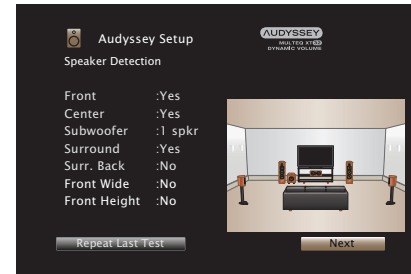 Audyssey Setup
AUDYSSEY
MULTEQ XT32
DYNAMIC VOLUME
Speaker Detection
Front :Yes
Center :Yes
Subwoofer :1 spkr
Surround :Yes
Surr. Back :No
Front Wide :No
Front Height :No
Repeat Last Test
Next